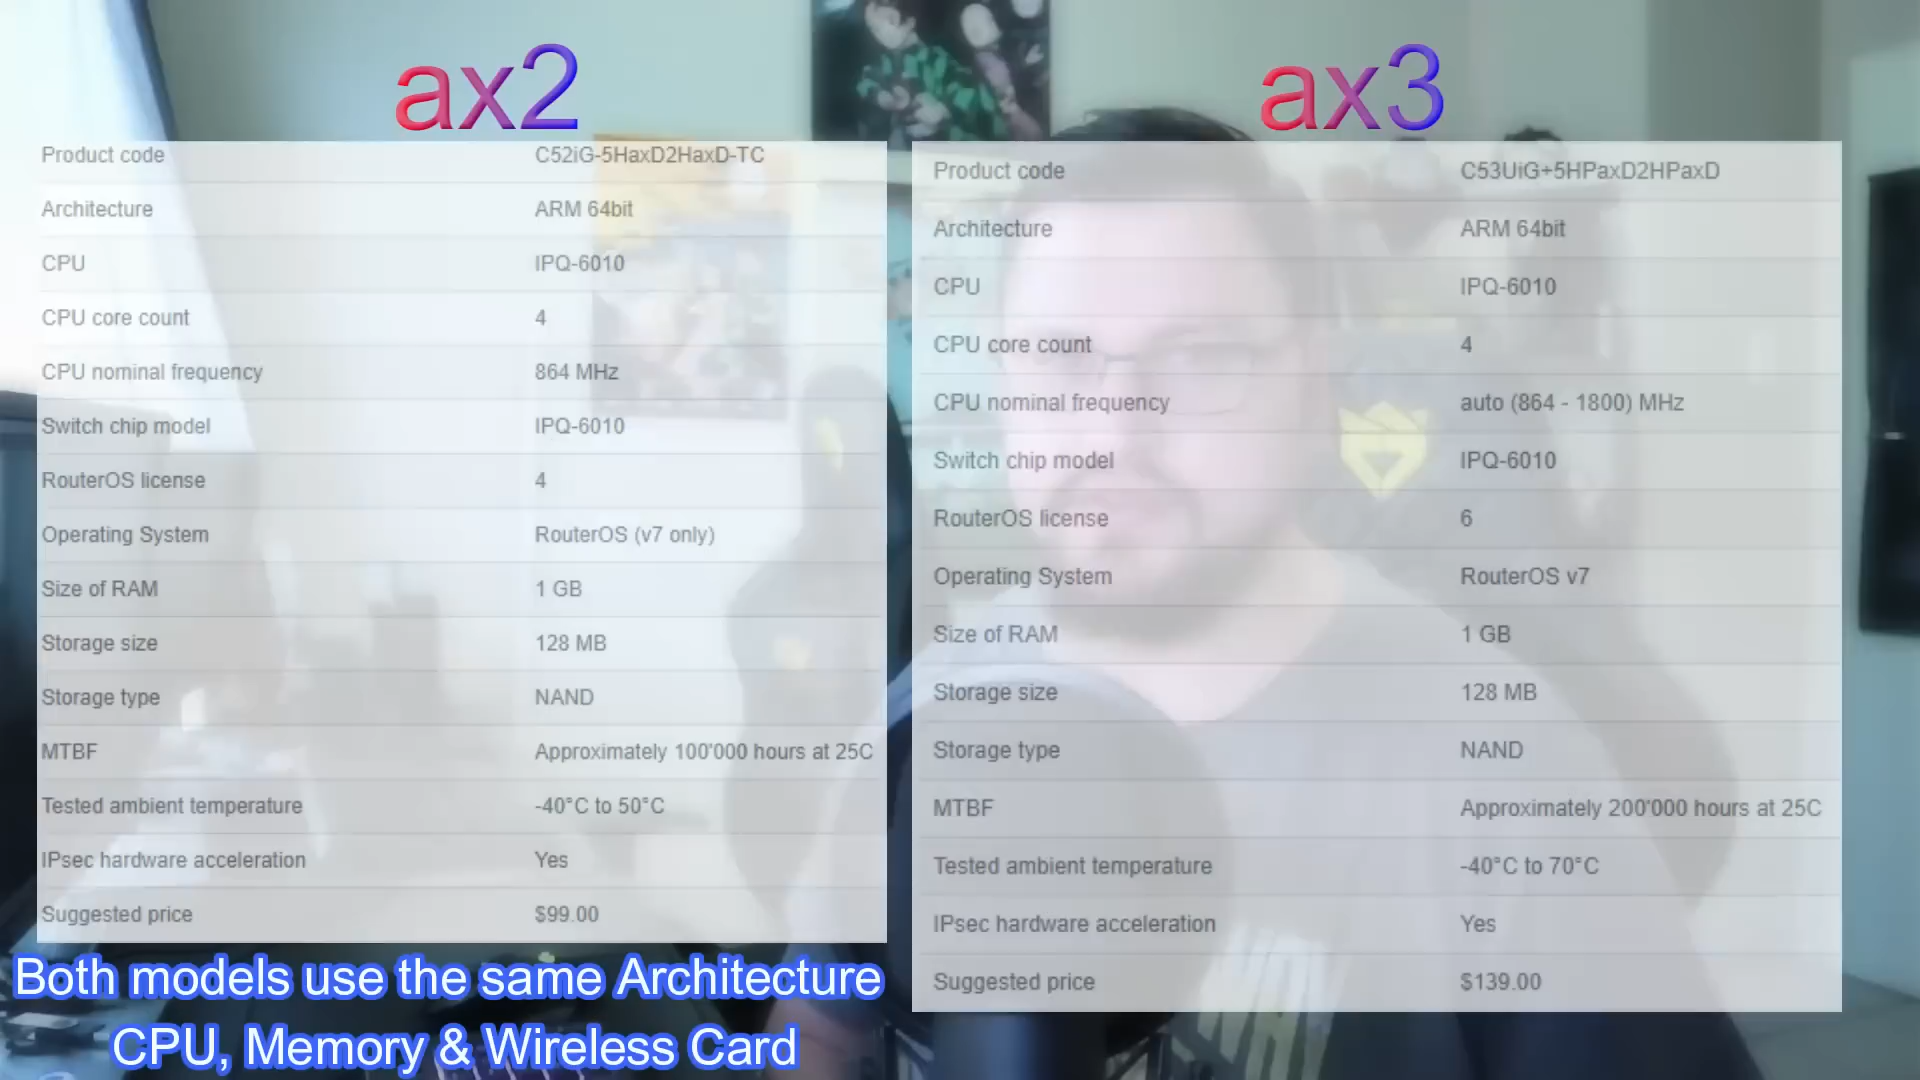 ax2
Product code C52iG-5HaxD2HaxD-TC
Architecture ARM 64bit
CPU IPQ-6010
CPU core count 4
CPU nominal frequency 864 MHz
Switch chip model IPQ-6010
RouterOS license 4
Operating System RouterOS (v7 only)
Size of RAM 1 GB
Storage size 128 MB
Storage type NAND
MTBF Approximately 100'000 hours at 25C
Tested ambient temperature -40°C to 50°C
IPsec hardware acceleration Yes
Suggested price $99.00
Both models use the same Architecture
CPU, Memory & Wireless Card
ax3
Product code C53UiG+5HPaxD2HPaxD
Architecture ARM 64bit
CPU IPQ-6010
CPU core count 4
CPU nominal frequency auto (864 - 1800) MHz
Switch chip model IPQ-6010
RouterOS license 6
Operating System RouterOS v7
Size of RAM 1 GB
Storage size 128 MB
Storage type NAND
MTBF Approximately 200'000 hours at 25C
Tested ambient temperature -40°C to 70°C
IPsec hardware acceleration Yes
Suggested price $139.00